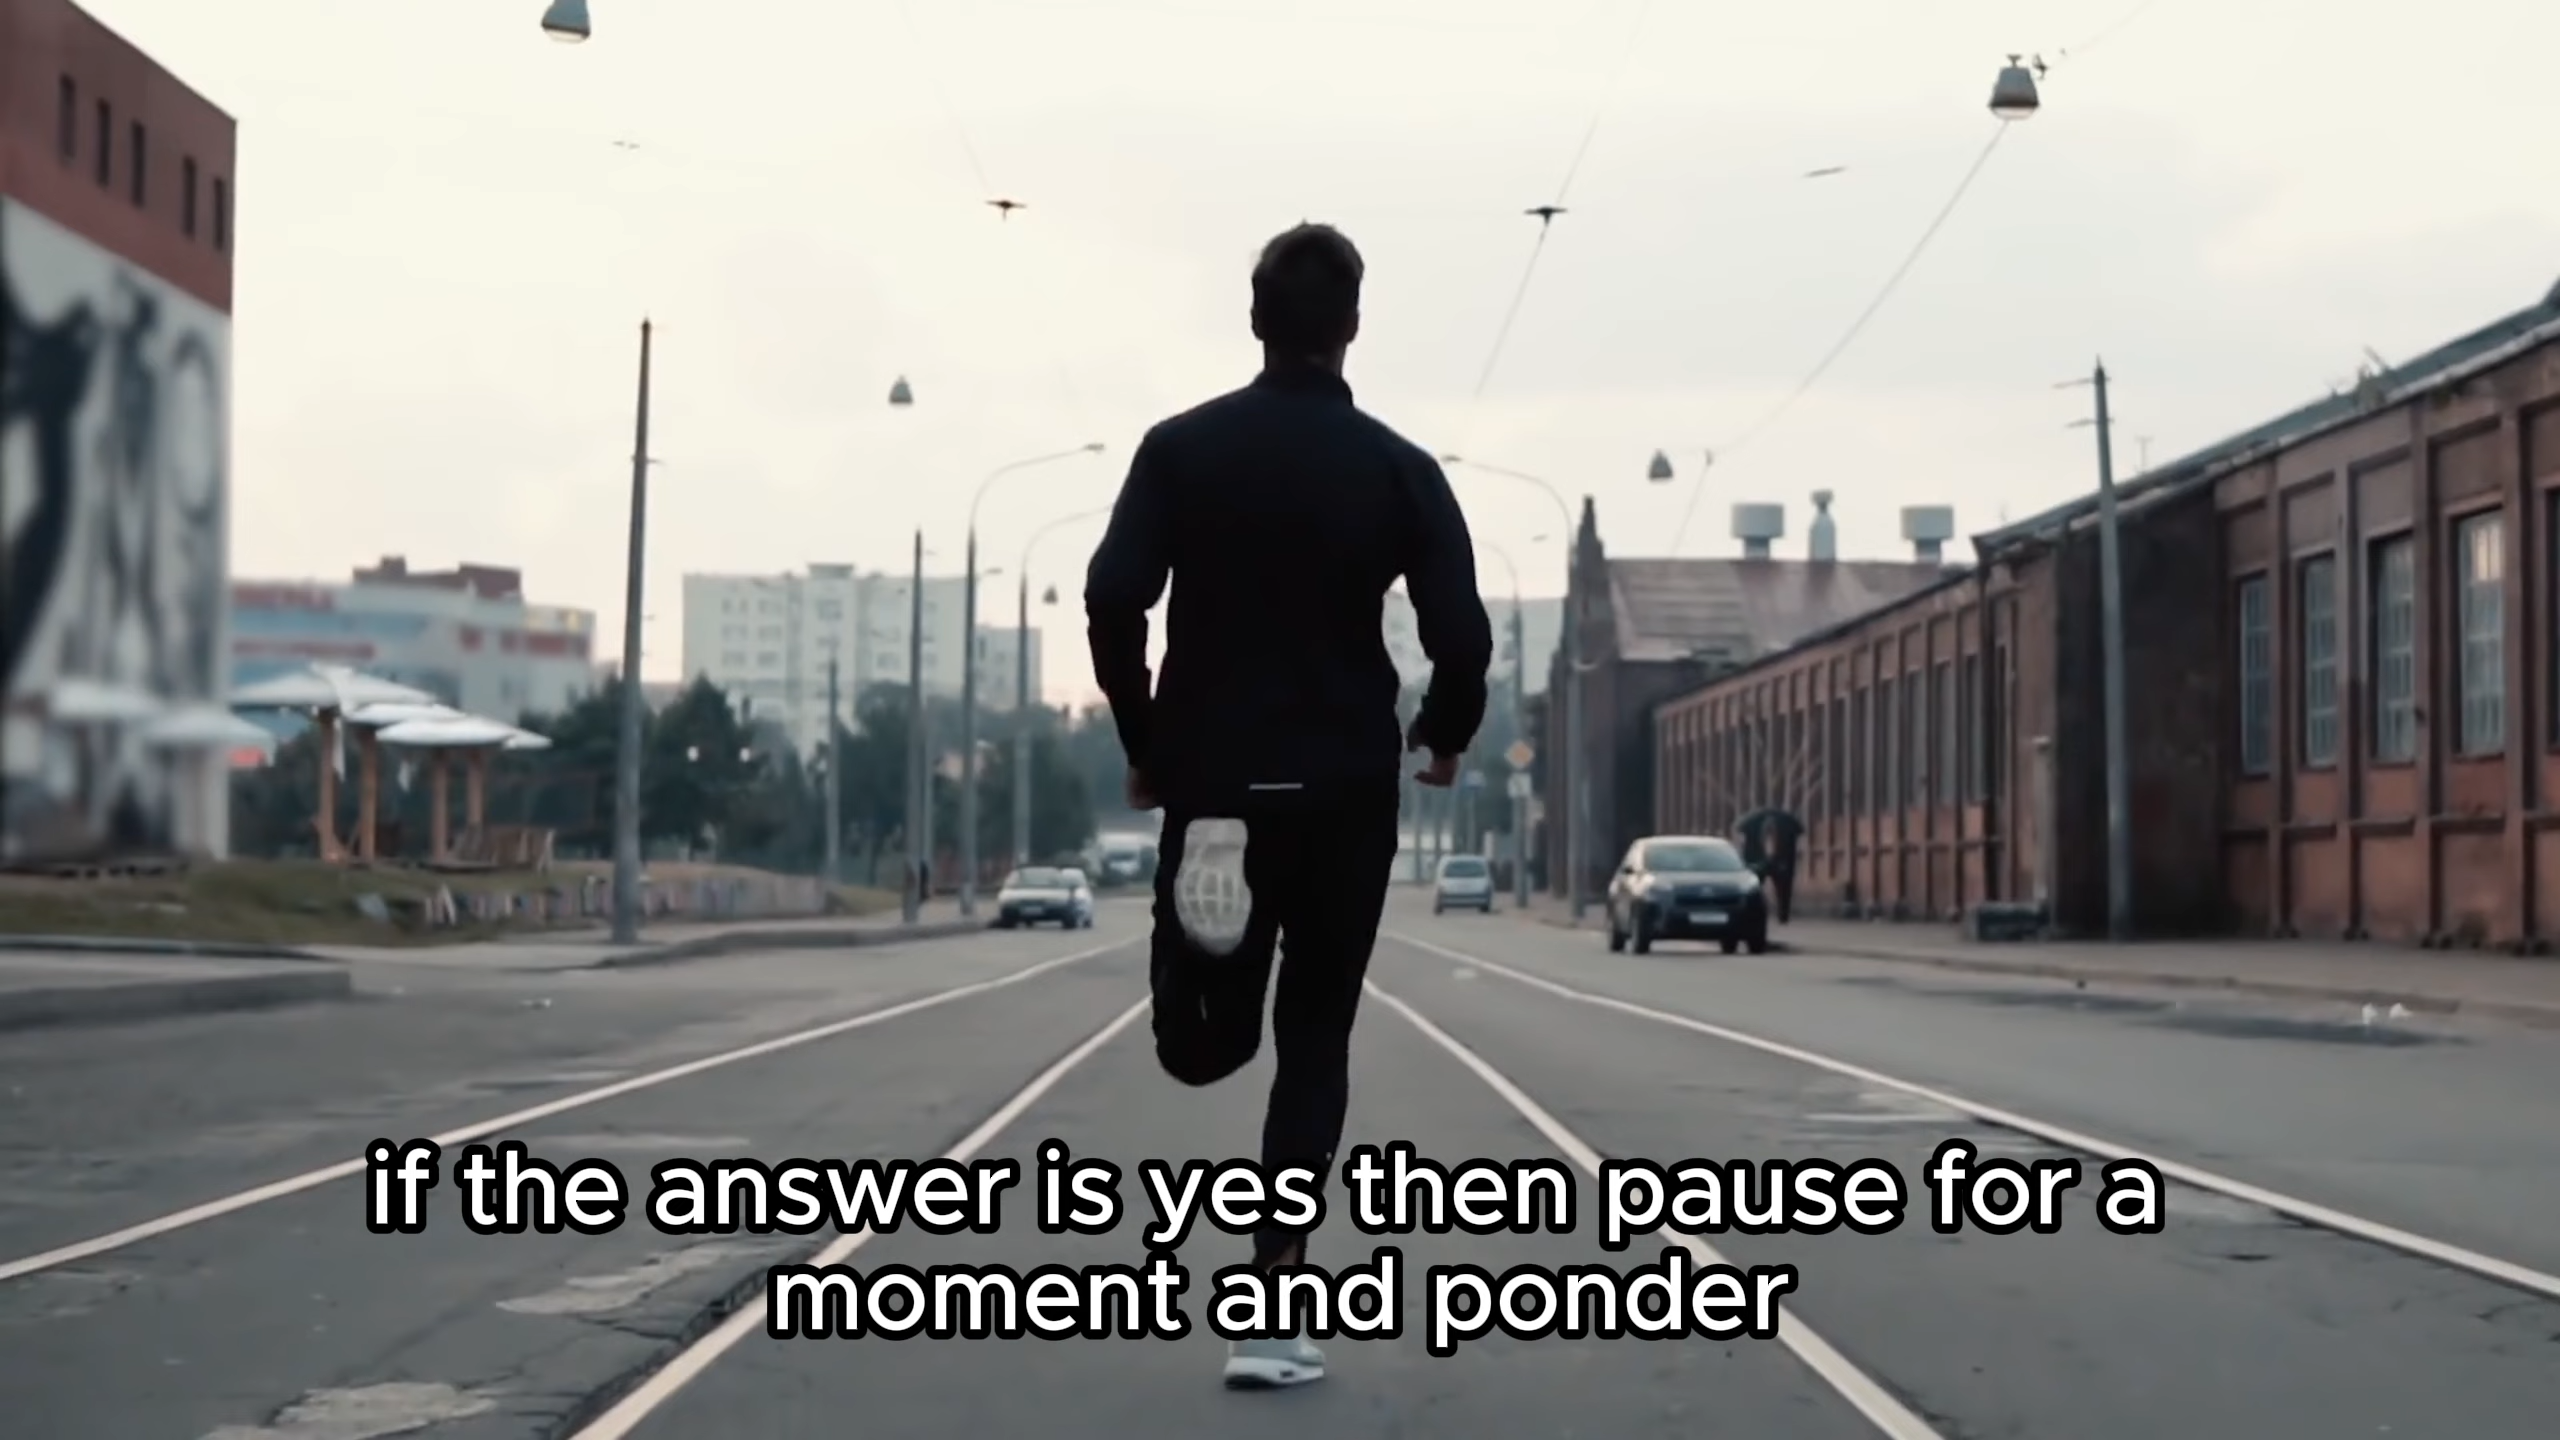 if the answer is yes then pause for a
moment and ponder